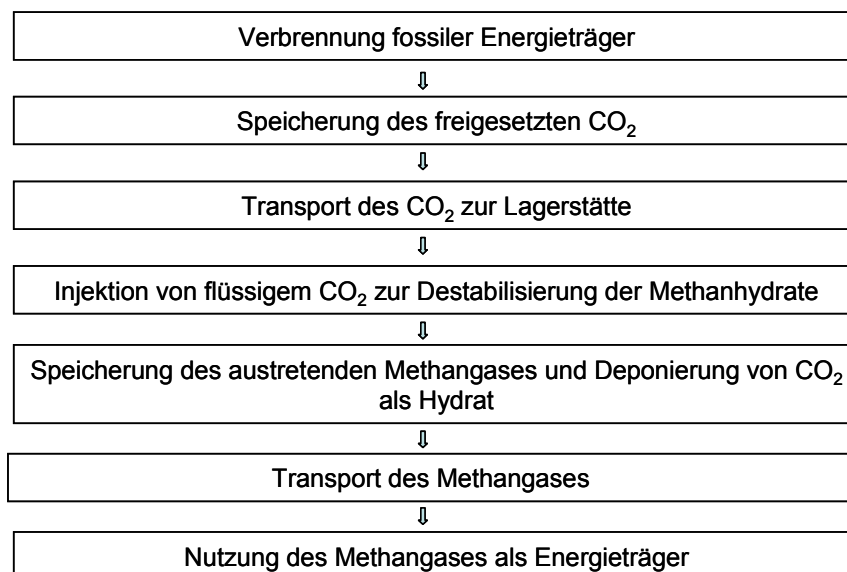 Verbrennung fossiler Energieträger
⇩
Speicherung des freigesetzten CO₂
⇩
Transport des CO₂ zur Lagerstätte
⇩
Injektion von flüssigem CO₂ zur Destabilisierung der Methanhydrate
⇩
Speicherung des austretenden Methangases und Deponierung von CO₂
als Hydrat
⇩
Transport des Methangases
⇩
Nutzung des Methangases als Energieträger